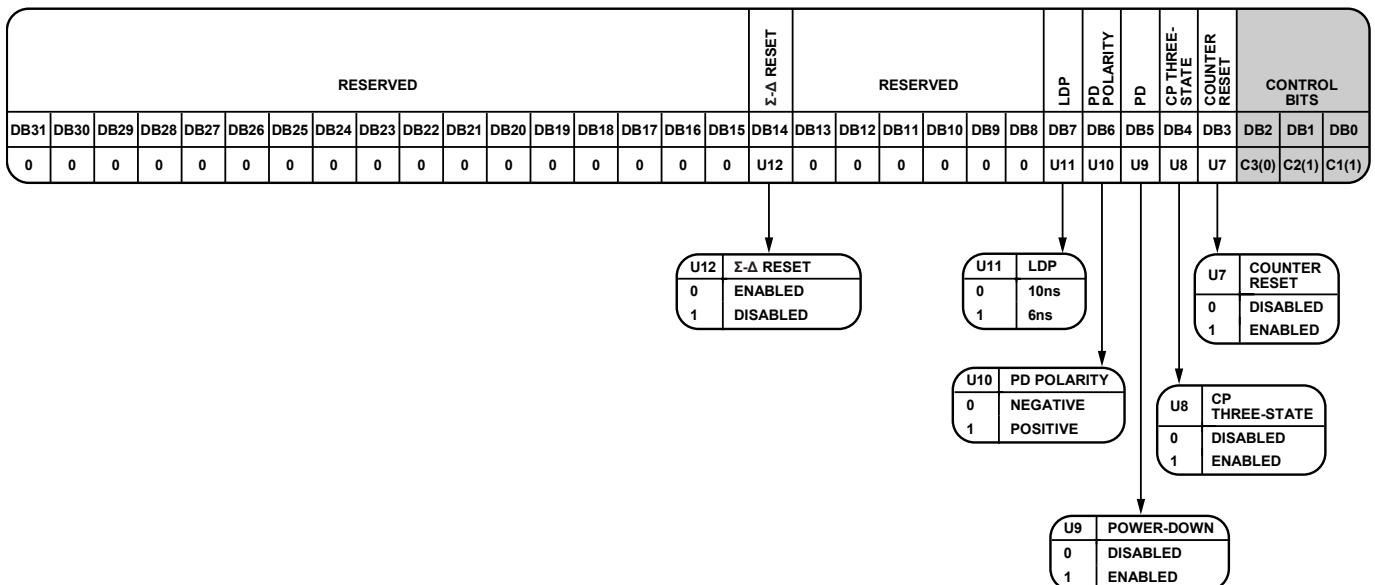 RESERVED
Σ-Δ RESET
RESERVED
LDP
PD
POLARITY
PD
CP THREE-
STATE
COUNTER
RESET
CONTROL
BITS
DB31 DB30 DB29 DB28 DB27 DB26 DB25 DB24 DB23 DB22 DB21 DB20 DB19 DB18 DB17 DB16 DB15 DB14 DB13 DB12 DB11 DB10 DB9 DB8 DB7 DB6 DB5 DB4 DB3 DB2 DB1 DB0
0 0 0 0 0 0 0 0 0 0 0 0 0 0 0 0 0 U12 0 0 0 0 0 0 U11 U10 U9 U8 U7 C3(0) C2(1) C1(1)
U12 Σ-Δ RESET
0 ENABLED
1 DISABLED
U11 LDP
0 10ns
1 6ns
U7 COUNTER
RESET
0 DISABLED
1 ENABLED
U10 PD POLARITY
0 NEGATIVE
1 POSITIVE
U8 CP
THREE-STATE
0 DISABLED
1 ENABLED
U9 POWER-DOWN
0 DISABLED
1 ENABLED